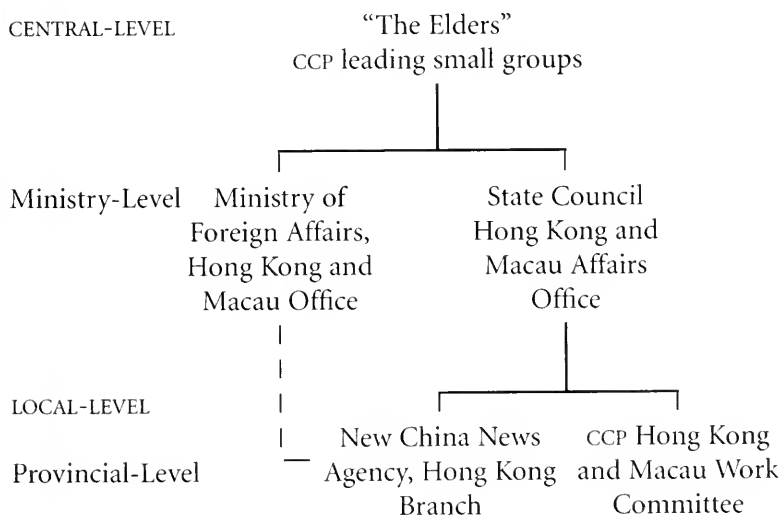 CENTRAL-LEVEL
“The Elders”
CCP leading small groups
Ministry-Level
Ministry of
Foreign Affairs,
Hong Kong and
Macau Office
State Council
Hong Kong and
Macau Affairs
Office
LOCAL-LEVEL
Provincial-Level
New China News
Agency, Hong Kong
Branch
CCP Hong Kong
and Macau Work
Committee